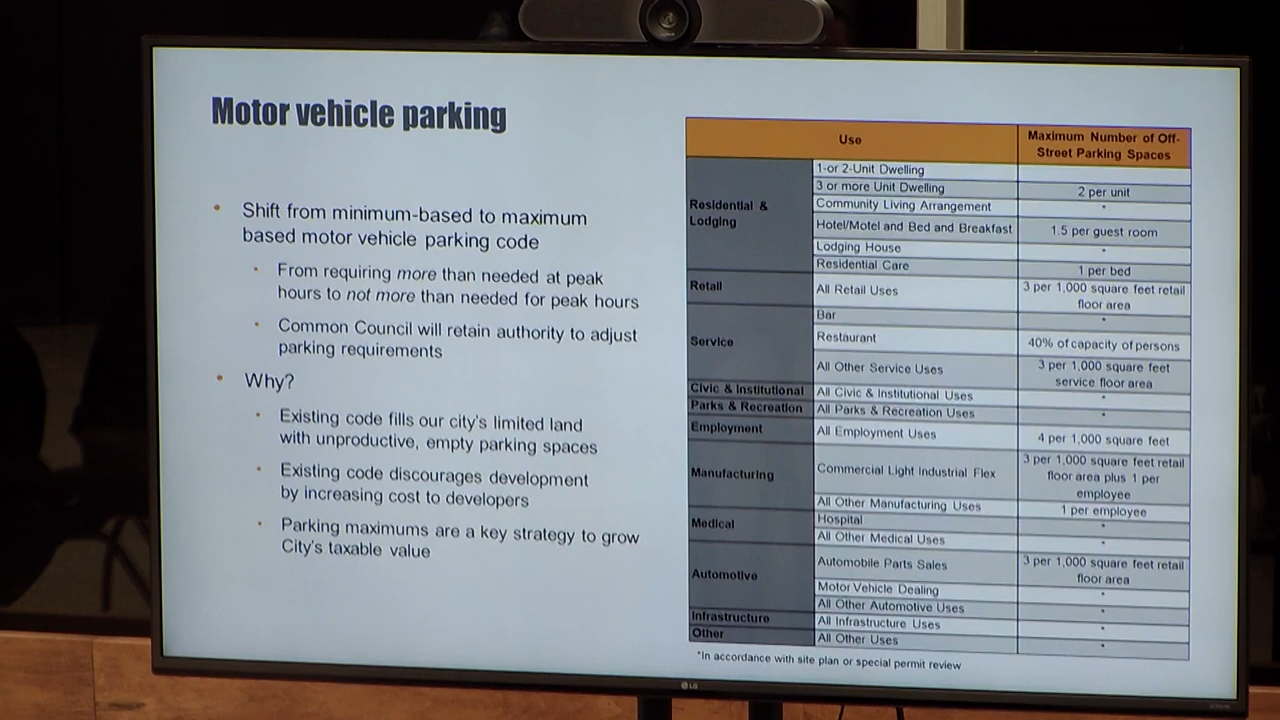 Motor vehicle parking
• Shift from minimum-based to maximum
based motor vehicle parking code
• From requiring more than needed at peak
hours to not more than needed for peak hours
• Common Council will retain authority to adjust
parking requirements
• Why?
• Existing code fills our city's limited land
with unproductive, empty parking spaces
• Existing code discourages development
by increasing cost to developers
• Parking maximums are a key strategy to grow
City's taxable value
Use
Maximum Number of Off-
Street Parking Spaces
Residential &
Lodging
1-or 2-Unit Dwelling
3 or more Unit Dwelling
2 per unit
Community Living Arrangement
*
Hotel/Motel and Bed and Breakfast
1.5 per guest room
Lodging House
*
Residential Care
1 per bed
Retail
All Retail Uses
3 per 1,000 square feet retail
floor area
Service
Bar
*
Restaurant
40% of capacity of persons
All Other Service Uses
3 per 1,000 square feet
service floor area
Civic & Institutional
All Civic & Institutional Uses
*
Parks & Recreation
All Parks & Recreation Uses
*
Employment
All Employment Uses
4 per 1,000 square feet
Manufacturing
Commercial Light Industrial Flex
3 per 1,000 square feet retail
floor area plus 1 per
employee
All Other Manufacturing Uses
1 per employee
Medical
Hospital
*
All Other Medical Uses
*
Automotive
Automobile Parts Sales
3 per 1,000 square feet retail
floor area
Motor Vehicle Dealing
*
All Other Automotive Uses
*
Infrastructure
All Infrastructure Uses
*
Other
All Other Uses
*
*In accordance with site plan or special permit review
LG